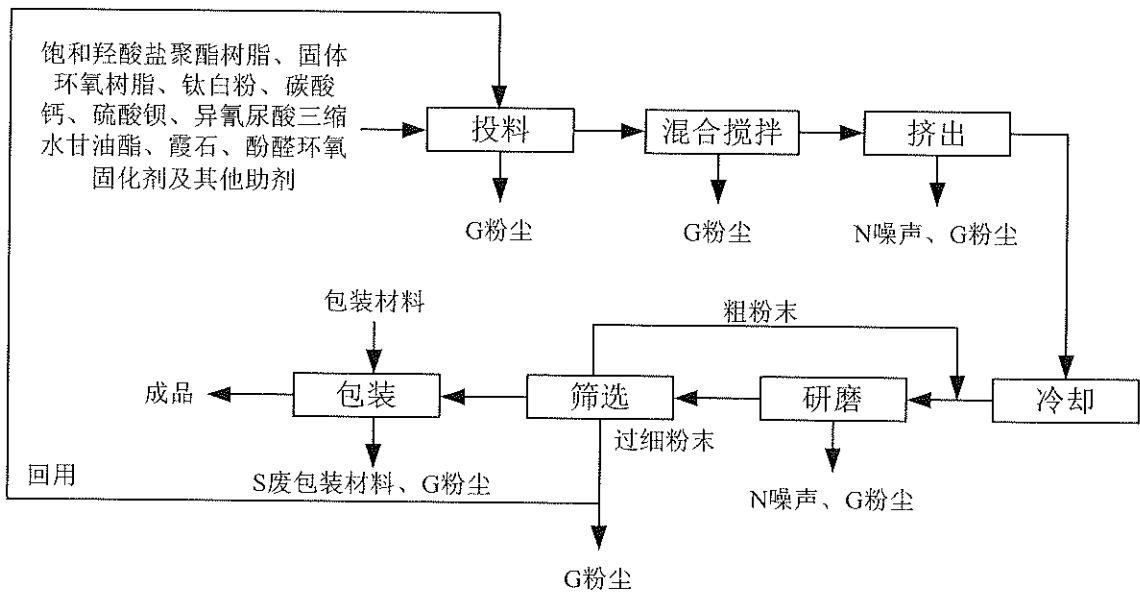 饱和羟酸盐聚酯树脂、固体
环氧树脂、钛白粉、碳酸
钙、硫酸钡、异氰尿酸三缩
水甘油酯、霞石、酚醛环氧
固化剂及其他助剂
投料
混合搅拌
挤出
G粉尘
G粉尘
N噪声、G粉尘
包装材料
粗粉末
成品
包装
筛选
研磨
冷却
过细粉末
回用
S废包装材料、G粉尘
N噪声、G粉尘
G粉尘